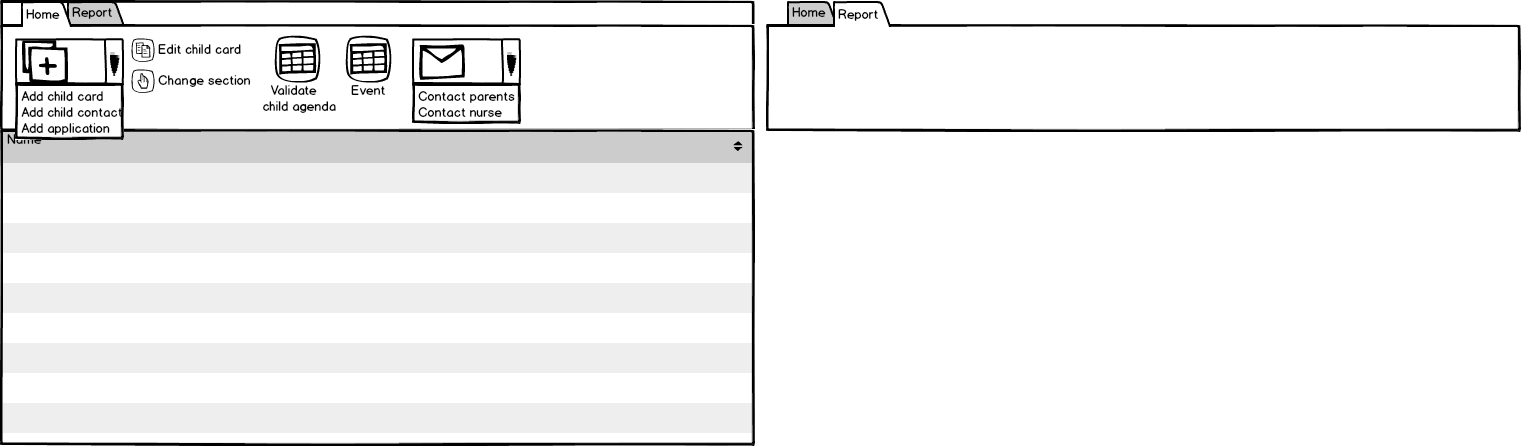 Home Report
Edit child card
Change section
Validate
child agenda
Event
Add child card
Add child contact
Add application
Contact parents
Contact nurse
Name
Home Report